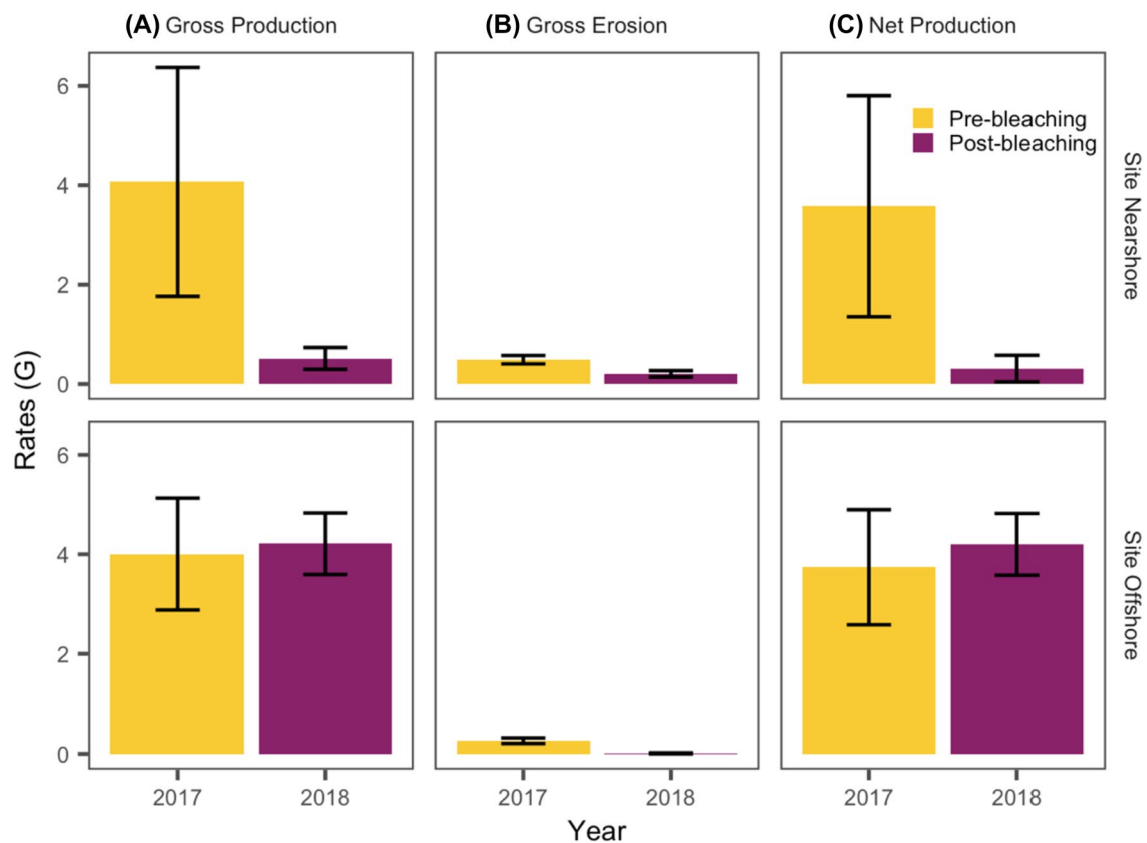 (A) Gross Production
(B) Gross Erosion
(C) Net Production
6
4
2
0
Pre-bleaching
Post-bleaching
Site Nearshore
Rates (G)
6
4
2
0
Site Offshore
2017
2018
2017
2018
2017
2018
Year